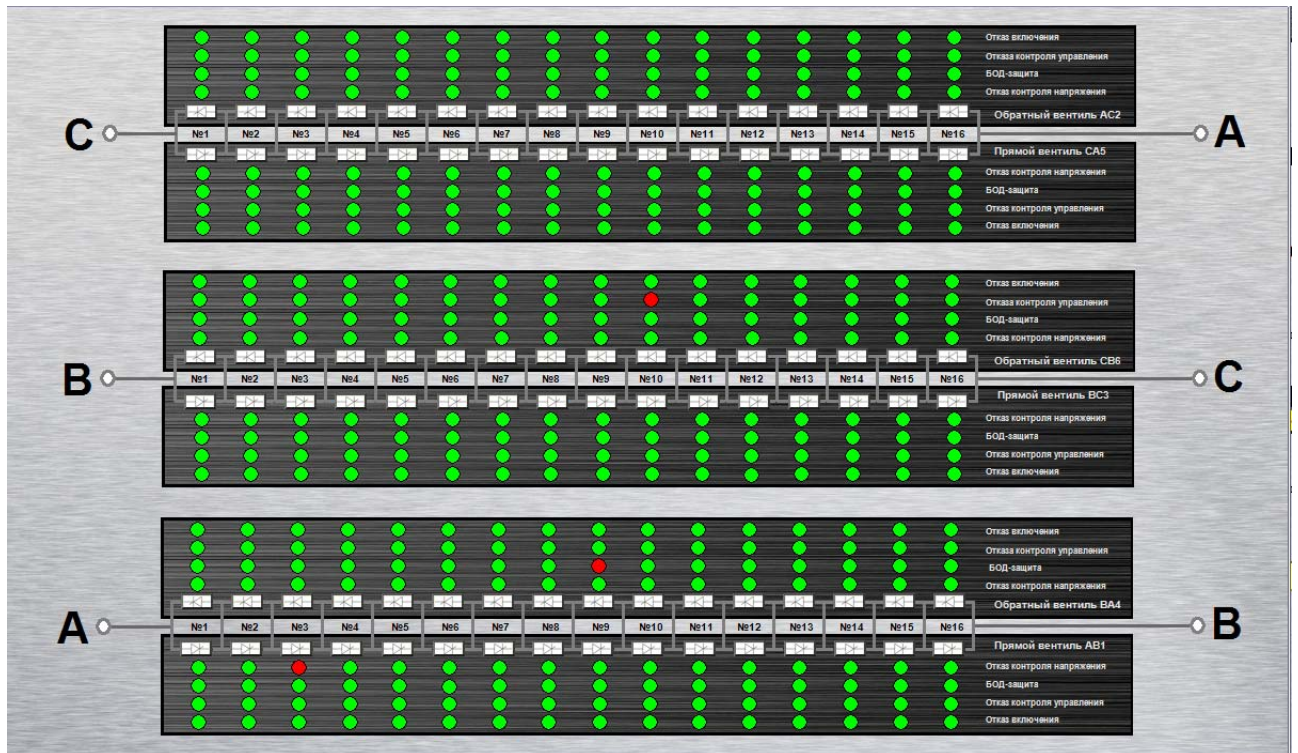 Отказ включения
Отказа контроля управления
БОД-защита
Отказ контроля напряжения
Обратный вентиль АС2
C №1 №2 №3 №4 №5 №6 №7 №8 №9 №10 №11 №12 №13 №14 №15 №16 A
Прямой вентиль СА5
Отказ контроля напряжения
БОД-защита
Отказ контроля управления
Отказ включения
Отказ включения
Отказа контроля управления
БОД-защита
Отказ контроля напряжения
Обратный вентиль СВ6
B №1 №2 №3 №4 №5 №6 №7 №8 №9 №10 №11 №12 №13 №14 №15 №16 C
Прямой вентиль ВС3
Отказ контроля напряжения
БОД-защита
Отказ контроля управления
Отказ включения
Отказ включения
Отказа контроля управления
БОД-защита
Отказ контроля напряжения
Обратный вентиль ВА4
A №1 №2 №3 №4 №5 №6 №7 №8 №9 №10 №11 №12 №13 №14 №15 №16 B
Прямой вентиль АВ1
Отказ контроля напряжения
БОД-защита
Отказ контроля управления
Отказ включения